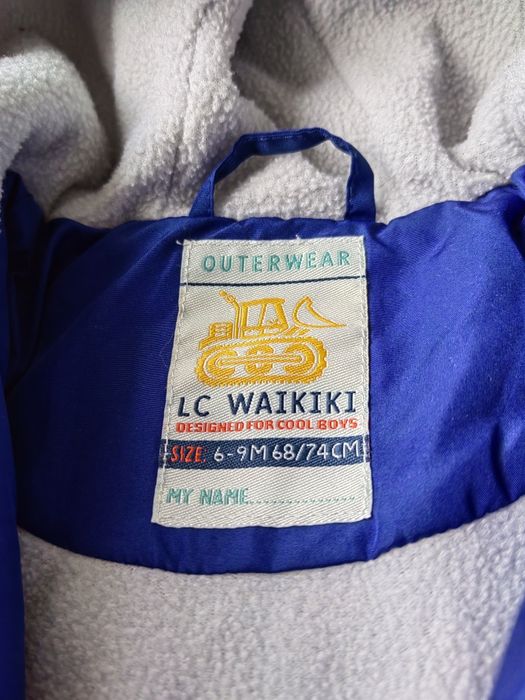 OUTERWEAR
LC WAIKIKI
DESIGNED FOR COOL BOYS
SIZE: 6-9M 68/74CM
MY NAME..............